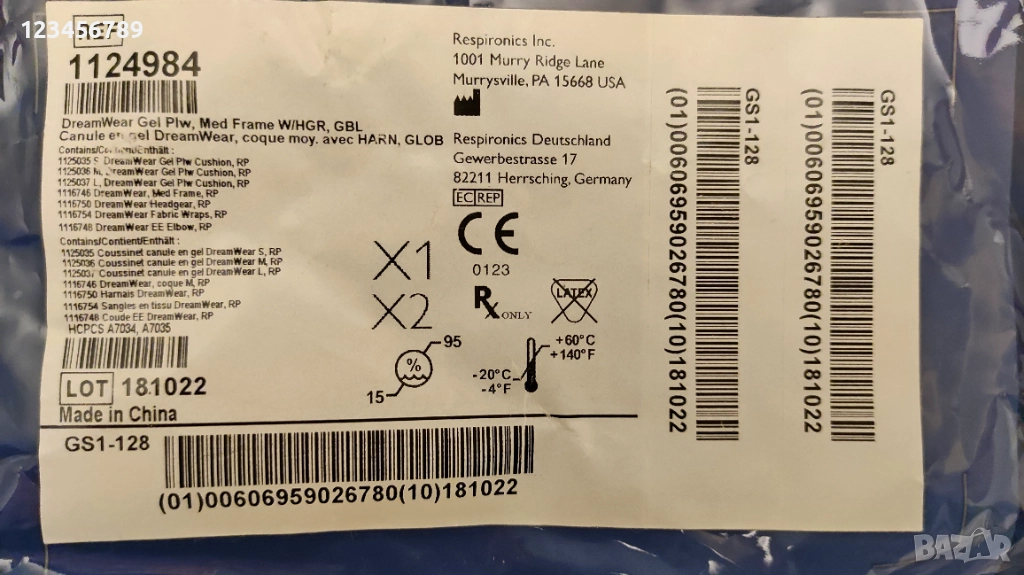 123456789
REF
1124984
DreamWear Gel Plw, Med Frame W/HGR, GBL
Canule en gel DreamWear, coque moy. avec HARN, GLOB
Contains/Contient/Enthält :
1125035 S, DreamWear Gel Plw Cushion, RP
1125036 M, DreamWear Gel Plw Cushion, RP
1125037 L, DreamWear Gel Plw Cushion, RP
1116746 DreamWear, Med Frame, RP
1116750 DreamWear Headgear, RP
1116754 DreamWear Fabric Wraps, RP
1116748 DreamWear EE Elbow, RP
Contains/Contient/Enthält :
1125035 Coussinet canule en gel DreamWear S, RP
1125036 Coussinet canule en gel DreamWear M, RP
1125037 Coussinet canule en gel DreamWear L, RP
1116746 DreamWear, coque M, RP
1116750 Harnais DreamWear, RP
1116754 Sangles en tissu DreamWear, RP
1116748 Coude EE DreamWear, RP
HCPCS A7034, A7035
LOT 181022
Made in China
Respironics Inc.
1001 Murry Ridge Lane
Murrysville, PA 15668 USA
Respironics Deutschland
Gewerbestrasse 17
82211 Herrsching, Germany
EC REP
CE
0123
X1
X2
Rx ONLY
LATEX
95
%
15
+60°C
+140°F
-20°C
-4°F
GS1-128
(01)00606959026780(10)181022
GS1-128
(01)00606959026780(10)181022
GS1-128
(01)00606959026780(10)181022
BAZAR